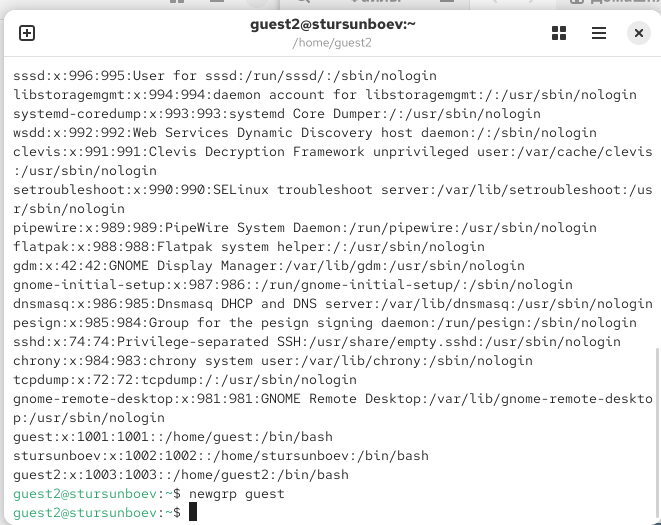 guest2@stursunboev:~
/home/guest2
sssd:x:996:995:User for sssd:/run/sssd/:/sbin/nologin
libstoragemgmt:x:994:994:daemon account for libstoragemgmt:/:/usr/sbin/nologin
systemd-coredump:x:993:993:systemd Core Dumper:/:/usr/sbin/nologin
wsdd:x:992:992:Web Services Dynamic Discovery host daemon:/:/sbin/nologin
clevis:x:991:991:Clevis Decryption Framework unprivileged user:/var/cache/clevis
:/usr/sbin/nologin
setroubleshoot:x:990:990:SELinux troubleshoot server:/var/lib/setroubleshoot:/us
r/sbin/nologin
pipewire:x:989:989:PipeWire System Daemon:/run/pipewire:/usr/sbin/nologin
flatpak:x:988:988:Flatpak system helper:/:/usr/sbin/nologin
gdm:x:42:42:GNOME Display Manager:/var/lib/gdm:/usr/sbin/nologin
gnome-initial-setup:x:987:986::/run/gnome-initial-setup/:/sbin/nologin
dnsmasq:x:986:985:Dnsmasq DHCP and DNS server:/var/lib/dnsmasq:/usr/sbin/nologin
pesign:x:985:984:Group for the pesign signing daemon:/run/pesign:/sbin/nologin
sshd:x:74:74:Privilege-separated SSH:/usr/share/empty.sshd:/usr/sbin/nologin
chrony:x:984:983:chrony system user:/var/lib/chrony:/sbin/nologin
tcpdump:x:72:72:tcpdump:/:/usr/sbin/nologin
gnome-remote-desktop:x:981:981:GNOME Remote Desktop:/var/lib/gnome-remote-deskto
p:/usr/sbin/nologin
guest:x:1001:1001::/home/guest:/bin/bash
stursunboev:x:1002:1002::/home/stursunboev:/bin/bash
guest2:x:1003:1003::/home/guest2:/bin/bash
guest2@stursunboev:~$ newgrp guest
guest2@stursunboev:~$